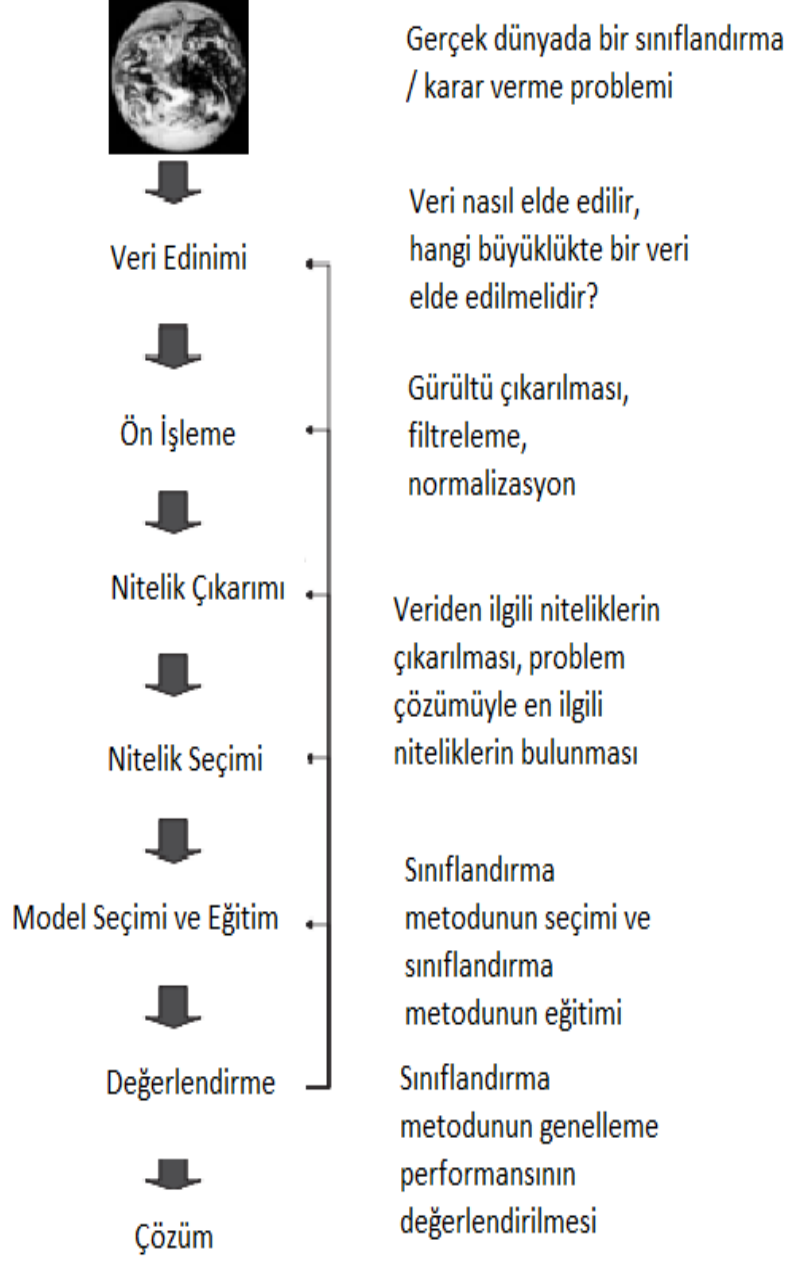 Gerçek dünyada bir sınıflandırma
/ karar verme problemi
Veri Edinimi
Veri nasıl elde edilir,
hangi büyüklükte bir veri
elde edilmelidir?
Ön İşleme
Gürültü çıkarılması,
filtreleme,
normalizasyon
Nitelik Çıkarımı
Nitelik Seçimi
Veriden ilgili niteliklerin
çıkarılması, problem
çözümüyle en ilgili
niteliklerin bulunması
Model Seçimi ve Eğitim
Sınıflandırma
metodunun seçimi ve
sınıflandırma
metodunun eğitimi
Değerlendirme
Sınıflandırma
metodunun genelleme
performansının
değerlendirilmesi
Çözüm